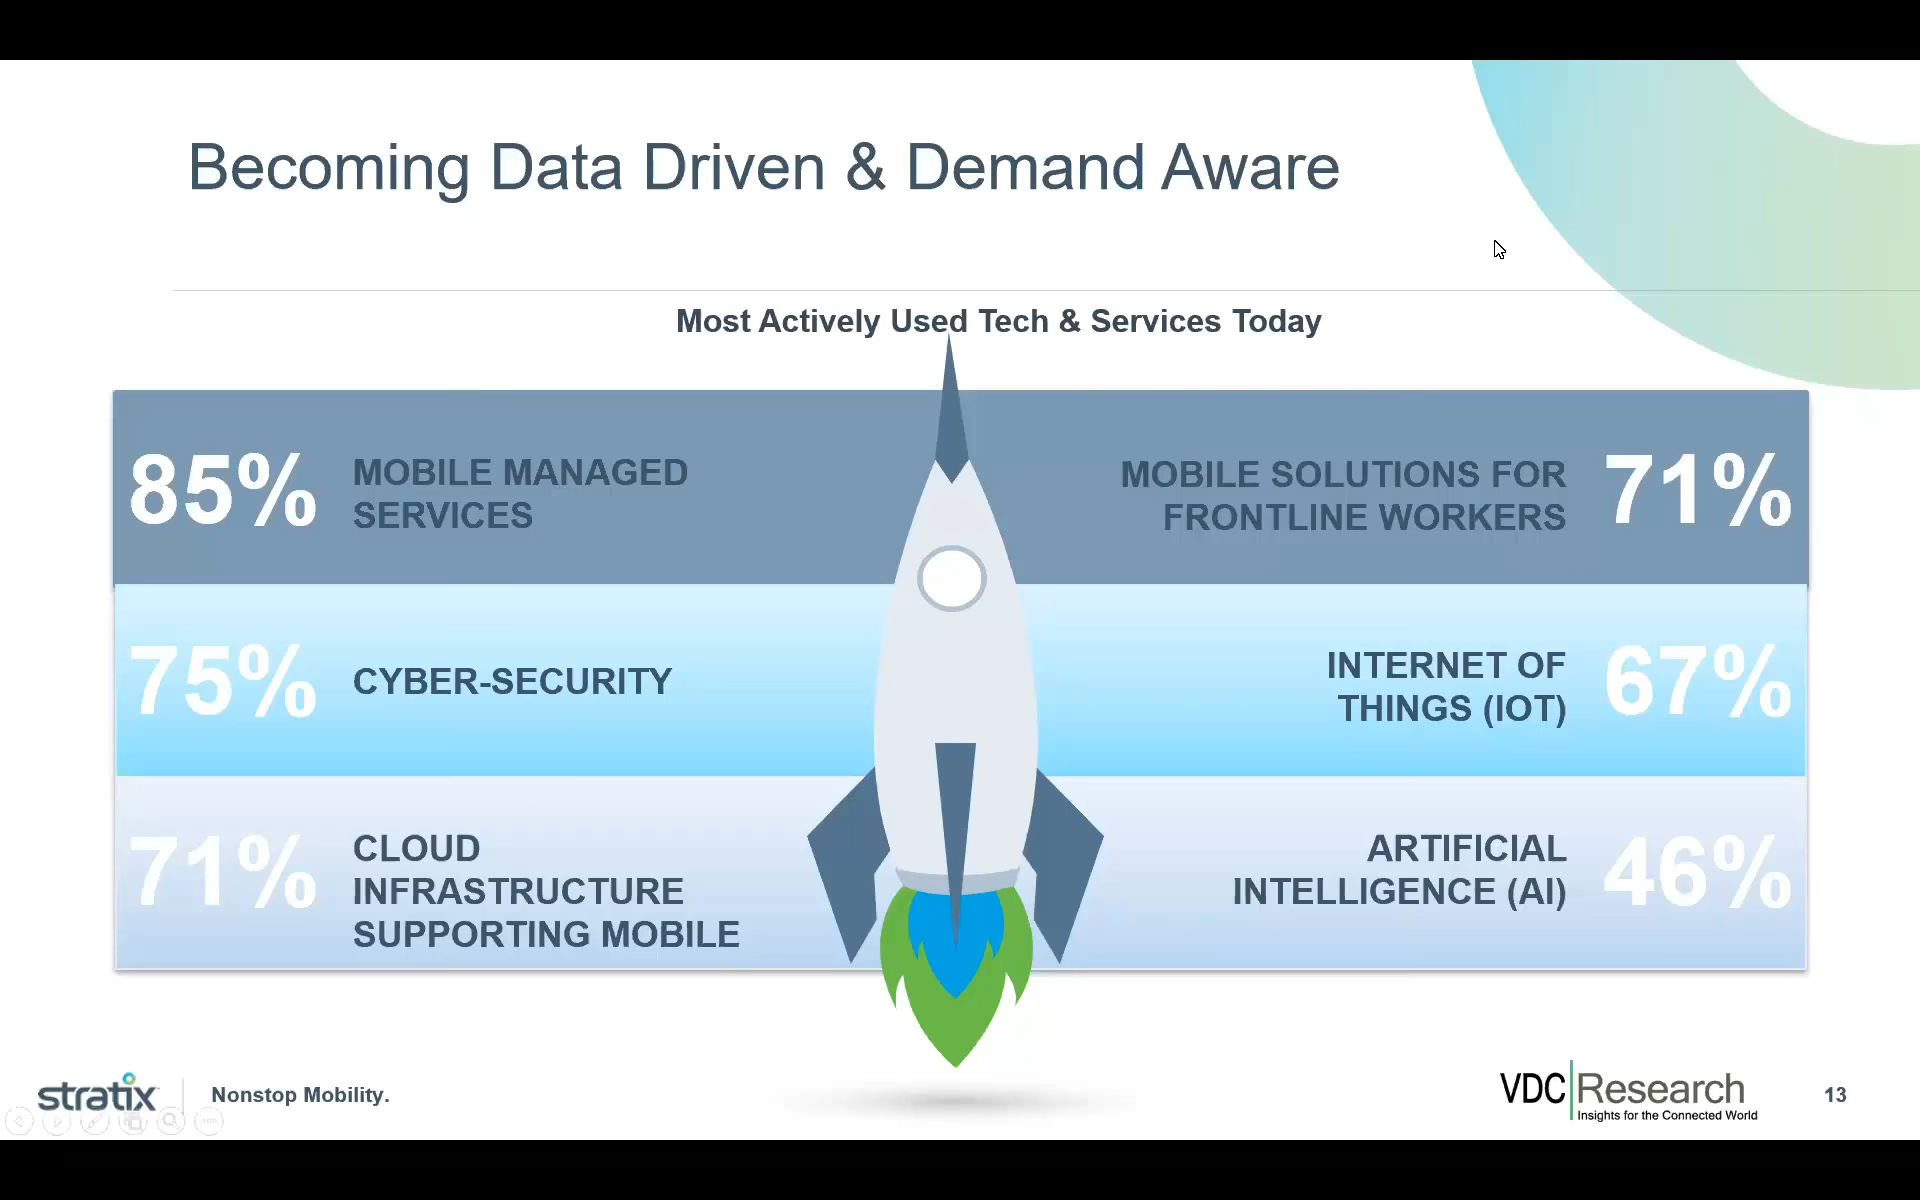 Becoming Data Driven & Demand Aware
Most Actively Used Tech & Services Today
85%
MOBILE MANAGED
SERVICES
MOBILE SOLUTIONS FOR
FRONTLINE WORKERS
71%
75%
CYBER-SECURITY
INTERNET OF
THINGS (IOT)
67%
71%
CLOUD
INFRASTRUCTURE
SUPPORTING MOBILE
ARTIFICIAL
INTELLIGENCE (AI)
46%
stratix
Nonstop Mobility.
VDC Research
Insights for the Connected World
13